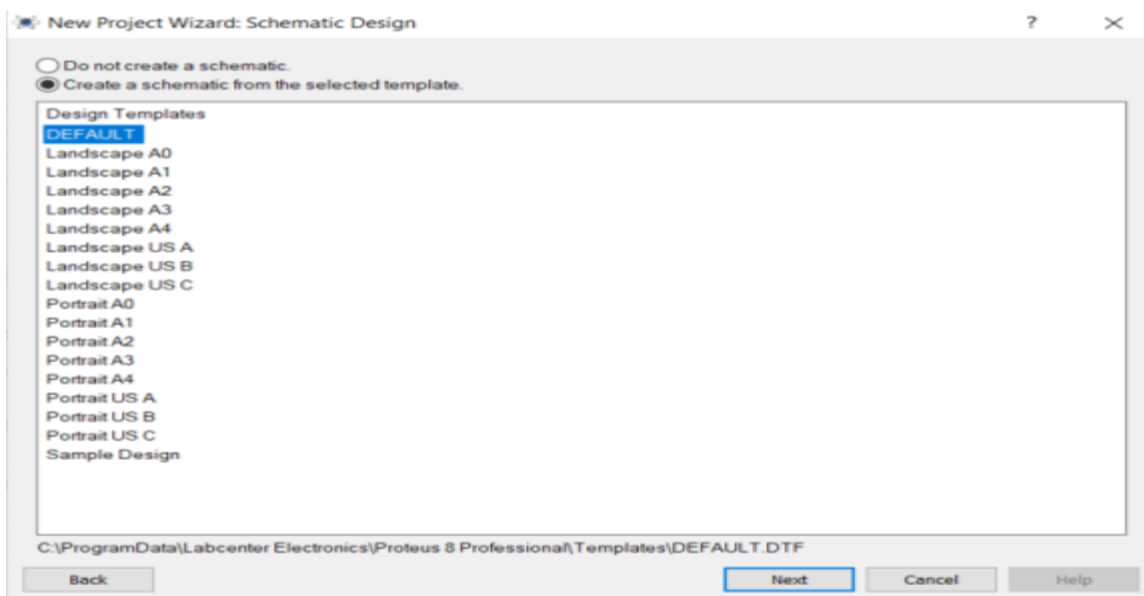 New Project Wizard: Schematic Design ?
Do not create a schematic.
Create a schematic from the selected template.
Design Templates
DEFAULT
Landscape A0
Landscape A1
Landscape A2
Landscape A3
Landscape A4
Landscape US A
Landscape US B
Landscape US C
Portrait A0
Portrait A1
Portrait A2
Portrait A3
Portrait A4
Portrait US A
Portrait US B
Portrait US C
Sample Design
C:\ProgramData\Labcenter Electronics\Proteus 8 Professional\Templates\DEFAULT.DTF
Back Next Cancel Help